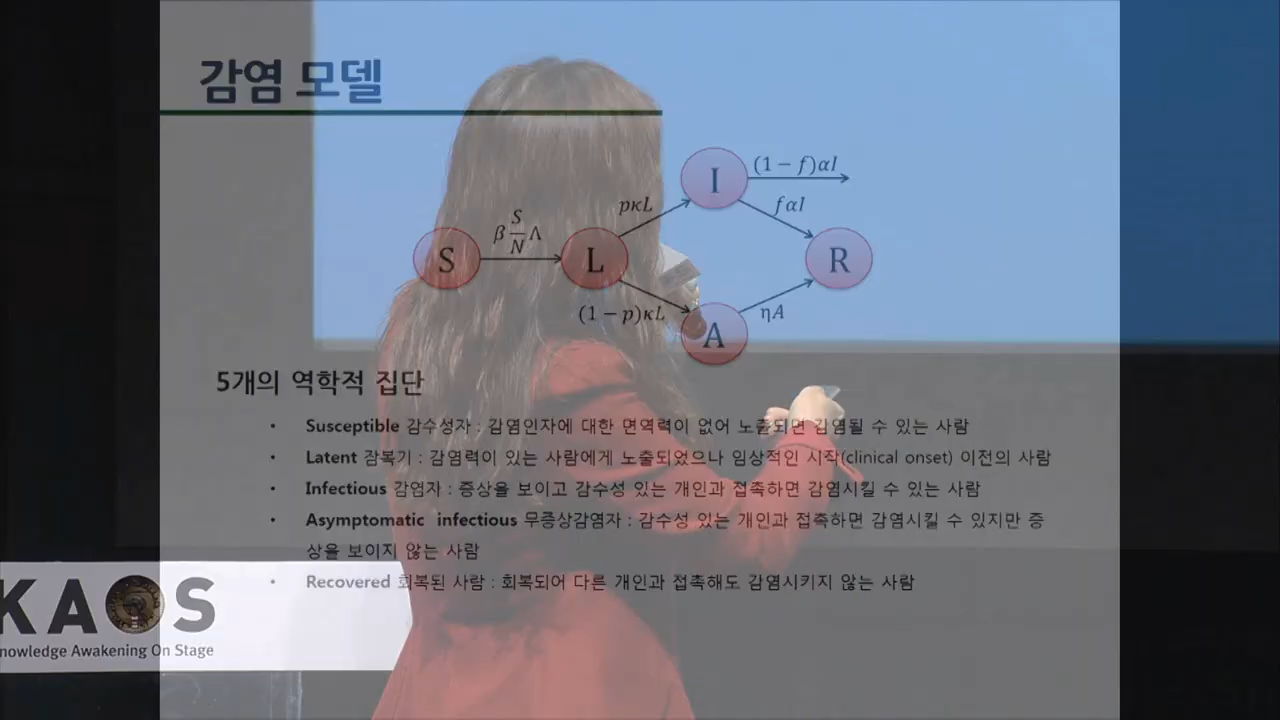 감염 모델
(1 − f)αI
I
pκL
fαI
β S/N Λ
S
L
R
(1 − p)κL
ηA
A
5개의 역학적 집단
• Susceptible 감수성자 : 감염인자에 대한 면역력이 없어 노출되면 감염될 수 있는 사람
• Latent 잠복기 : 감염력이 있는 사람에게 노출되었으나 임상적인 시작(clinical onset) 이전의 사람
• Infectious 감염자 : 증상을 보이고 감수성 있는 개인과 접촉하면 감염시킬 수 있는 사람
• Asymptomatic infectious 무증상감염자 : 감수성 있는 개인과 접촉하면 감염시킬 수 있지만 증
상을 보이지 않는 사람
• Recovered 회복된 사람 : 회복되어 다른 개인과 접촉해도 감염시키지 않는 사람
KAOS
nowledge Awakening On Stage